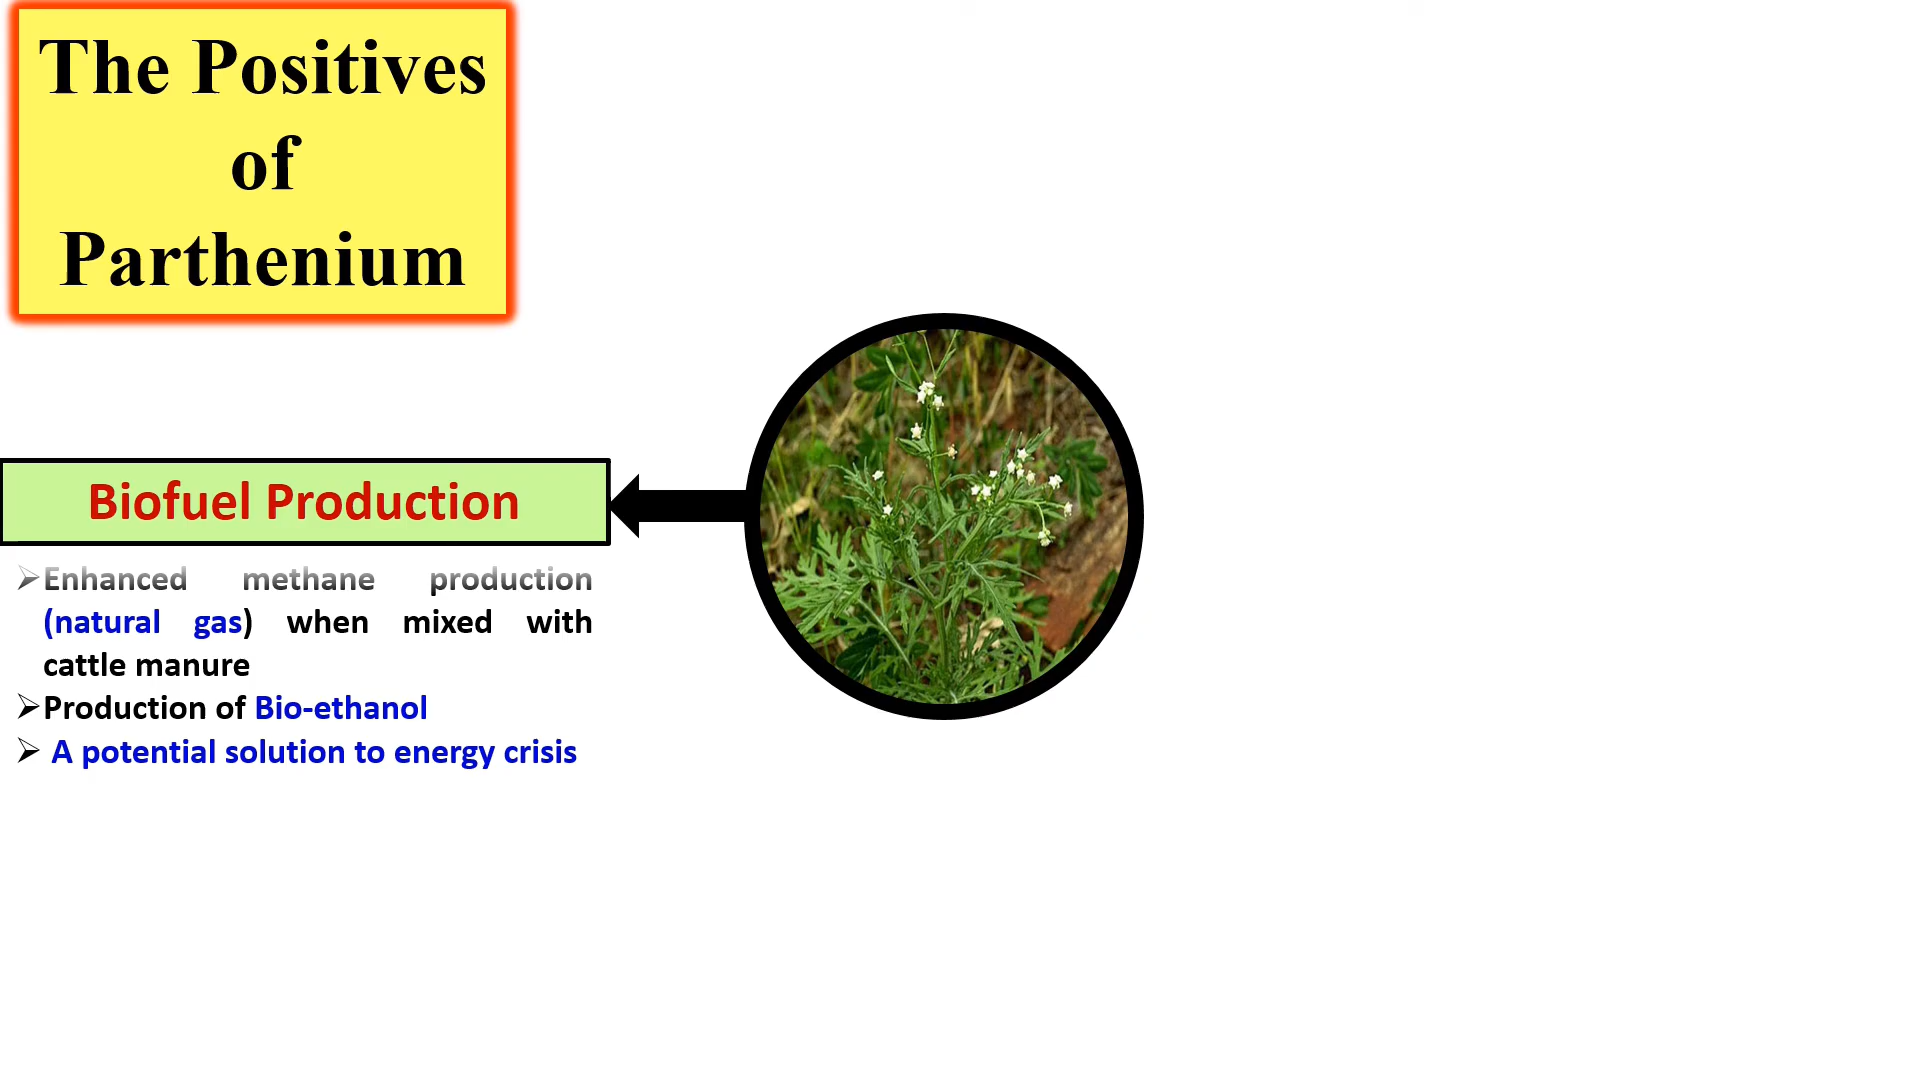 The Positives
of
Parthenium
Biofuel Production
➢Enhanced methane production
(natural gas) when mixed with
cattle manure
➢Production of Bio-ethanol
➢ A potential solution to energy crisis